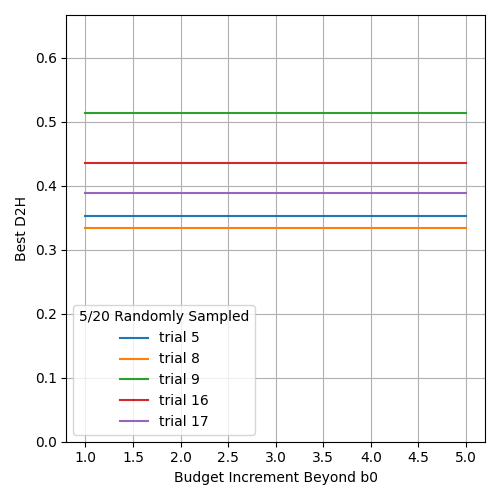 0.6
0.5
0.4
0.3
0.2
0.1
0.0
Best D2H
5/20 Randomly Sampled
trial 5
trial 8
trial 9
trial 16
trial 17
1.0 1.5 2.0 2.5 3.0 3.5 4.0 4.5 5.0
Budget Increment Beyond b0